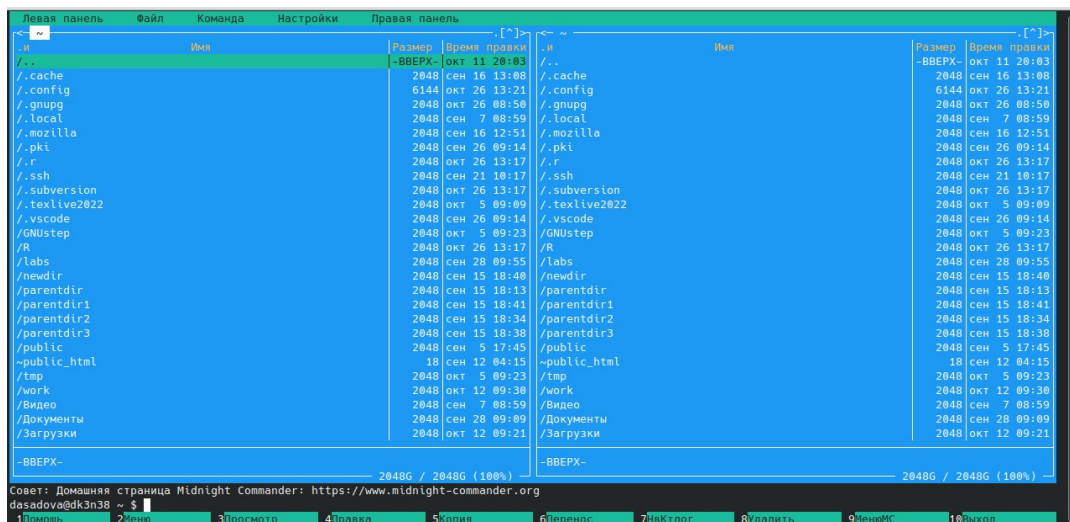 Левая панель Файл Команда Настройки Правая панель
<─ ~ .[^]> <─ ~ .[^]>
.и Имя Размер Время правки .и Имя Размер Время правки
/.. -ВВЕРХ- окт 11 20:03 /.. -ВВЕРХ- окт 11 20:03
/.cache 2048 сен 16 13:08 /.cache 2048 сен 16 13:08
/.config 6144 окт 26 13:21 /.config 6144 окт 26 13:21
/.gnupg 2048 окт 26 08:50 /.gnupg 2048 окт 26 08:50
/.local 2048 сен 7 08:59 /.local 2048 сен 7 08:59
/.mozilla 2048 сен 16 12:51 /.mozilla 2048 сен 16 12:51
/.pki 2048 сен 26 09:14 /.pki 2048 сен 26 09:14
/.r 2048 окт 26 13:17 /.r 2048 окт 26 13:17
/.ssh 2048 сен 21 10:17 /.ssh 2048 сен 21 10:17
/.subversion 2048 окт 26 13:17 /.subversion 2048 окт 26 13:17
/.texlive2022 2048 окт 5 09:09 /.texlive2022 2048 окт 5 09:09
/.vscode 2048 сен 26 09:14 /.vscode 2048 сен 26 09:14
/GNUstep 2048 окт 5 09:23 /GNUstep 2048 окт 5 09:23
/R 2048 окт 26 13:17 /R 2048 окт 26 13:17
/labs 2048 сен 28 09:55 /labs 2048 сен 28 09:55
/newdir 2048 сен 15 18:40 /newdir 2048 сен 15 18:40
/parentdir 2048 сен 15 18:13 /parentdir 2048 сен 15 18:13
/parentdir1 2048 сен 15 18:41 /parentdir1 2048 сен 15 18:41
/parentdir2 2048 сен 15 18:34 /parentdir2 2048 сен 15 18:34
/parentdir3 2048 сен 15 18:38 /parentdir3 2048 сен 15 18:38
/public 2048 сен 5 17:45 /public 2048 сен 5 17:45
~public_html 18 сен 12 04:15 ~public_html 18 сен 12 04:15
/tmp 2048 окт 5 09:23 /tmp 2048 окт 5 09:23
/work 2048 окт 12 09:30 /work 2048 окт 12 09:30
/Видео 2048 сен 7 08:59 /Видео 2048 сен 7 08:59
/Документы 2048 сен 28 09:09 /Документы 2048 сен 28 09:09
/Загрузки 2048 окт 12 09:21 /Загрузки 2048 окт 12 09:21
-ВВЕРХ- -ВВЕРХ-
2048G / 2048G (100%) 2048G / 2048G (100%)
Совет: Домашняя страница Midnight Commander: https://www.midnight-commander.org
dasadova@dk3n38 ~ $
1Помощь 2Меню 3Просмотр 4Правка 5Копия 6Перенос 7НвКтлог 8Удалить 9МенюMC 10Выход